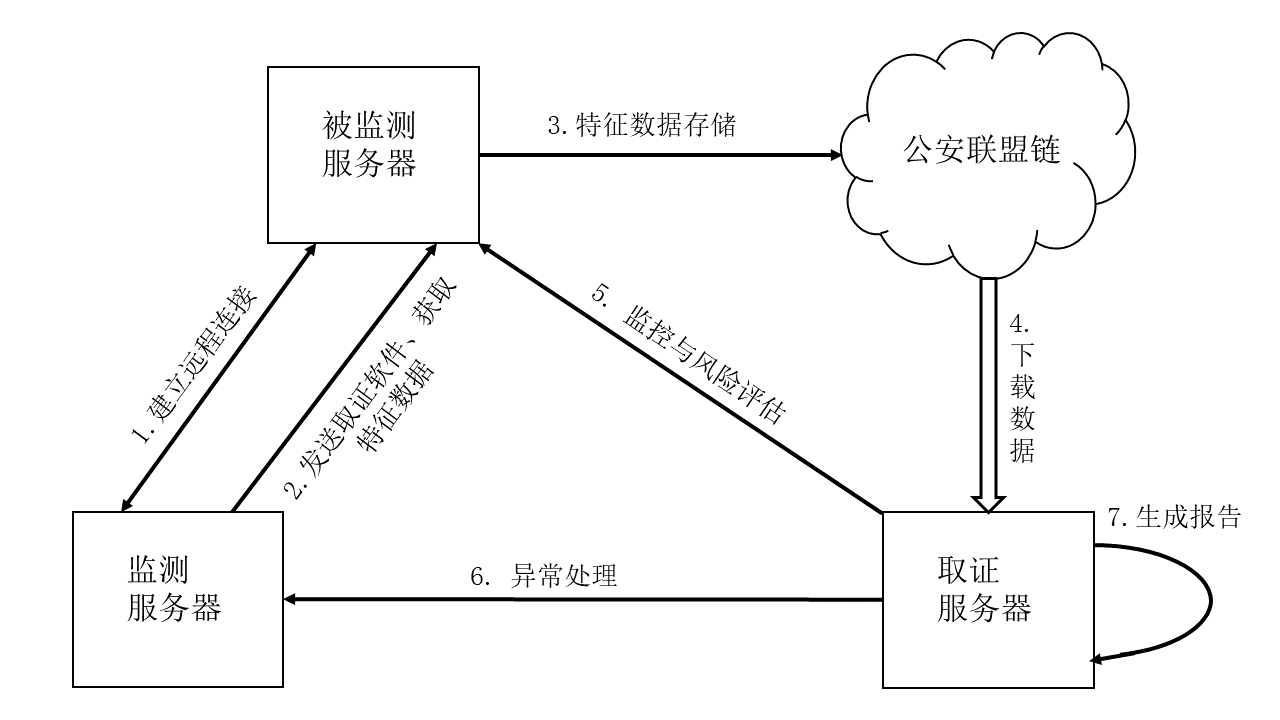 被监测
服务器
3.特征数据存储
公安联盟链
1.建立远程连接
2.发送取证软件、获取
特征数据
5. 监控与风险评估
4.
下
载
数
据
监测
服务器
6. 异常处理
取证
服务器
7.生成报告